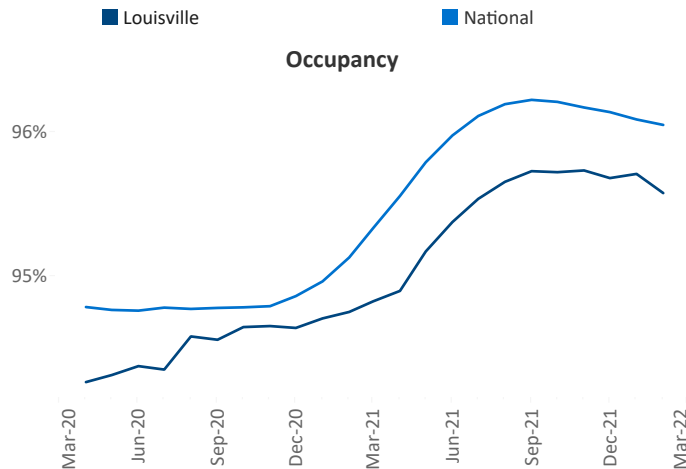 Louisville National
Occupancy
96%
95%
Mar-20 Jun-20 Sep-20 Dec-20 Mar-21 Jun-21 Sep-21 Dec-21 Mar-22